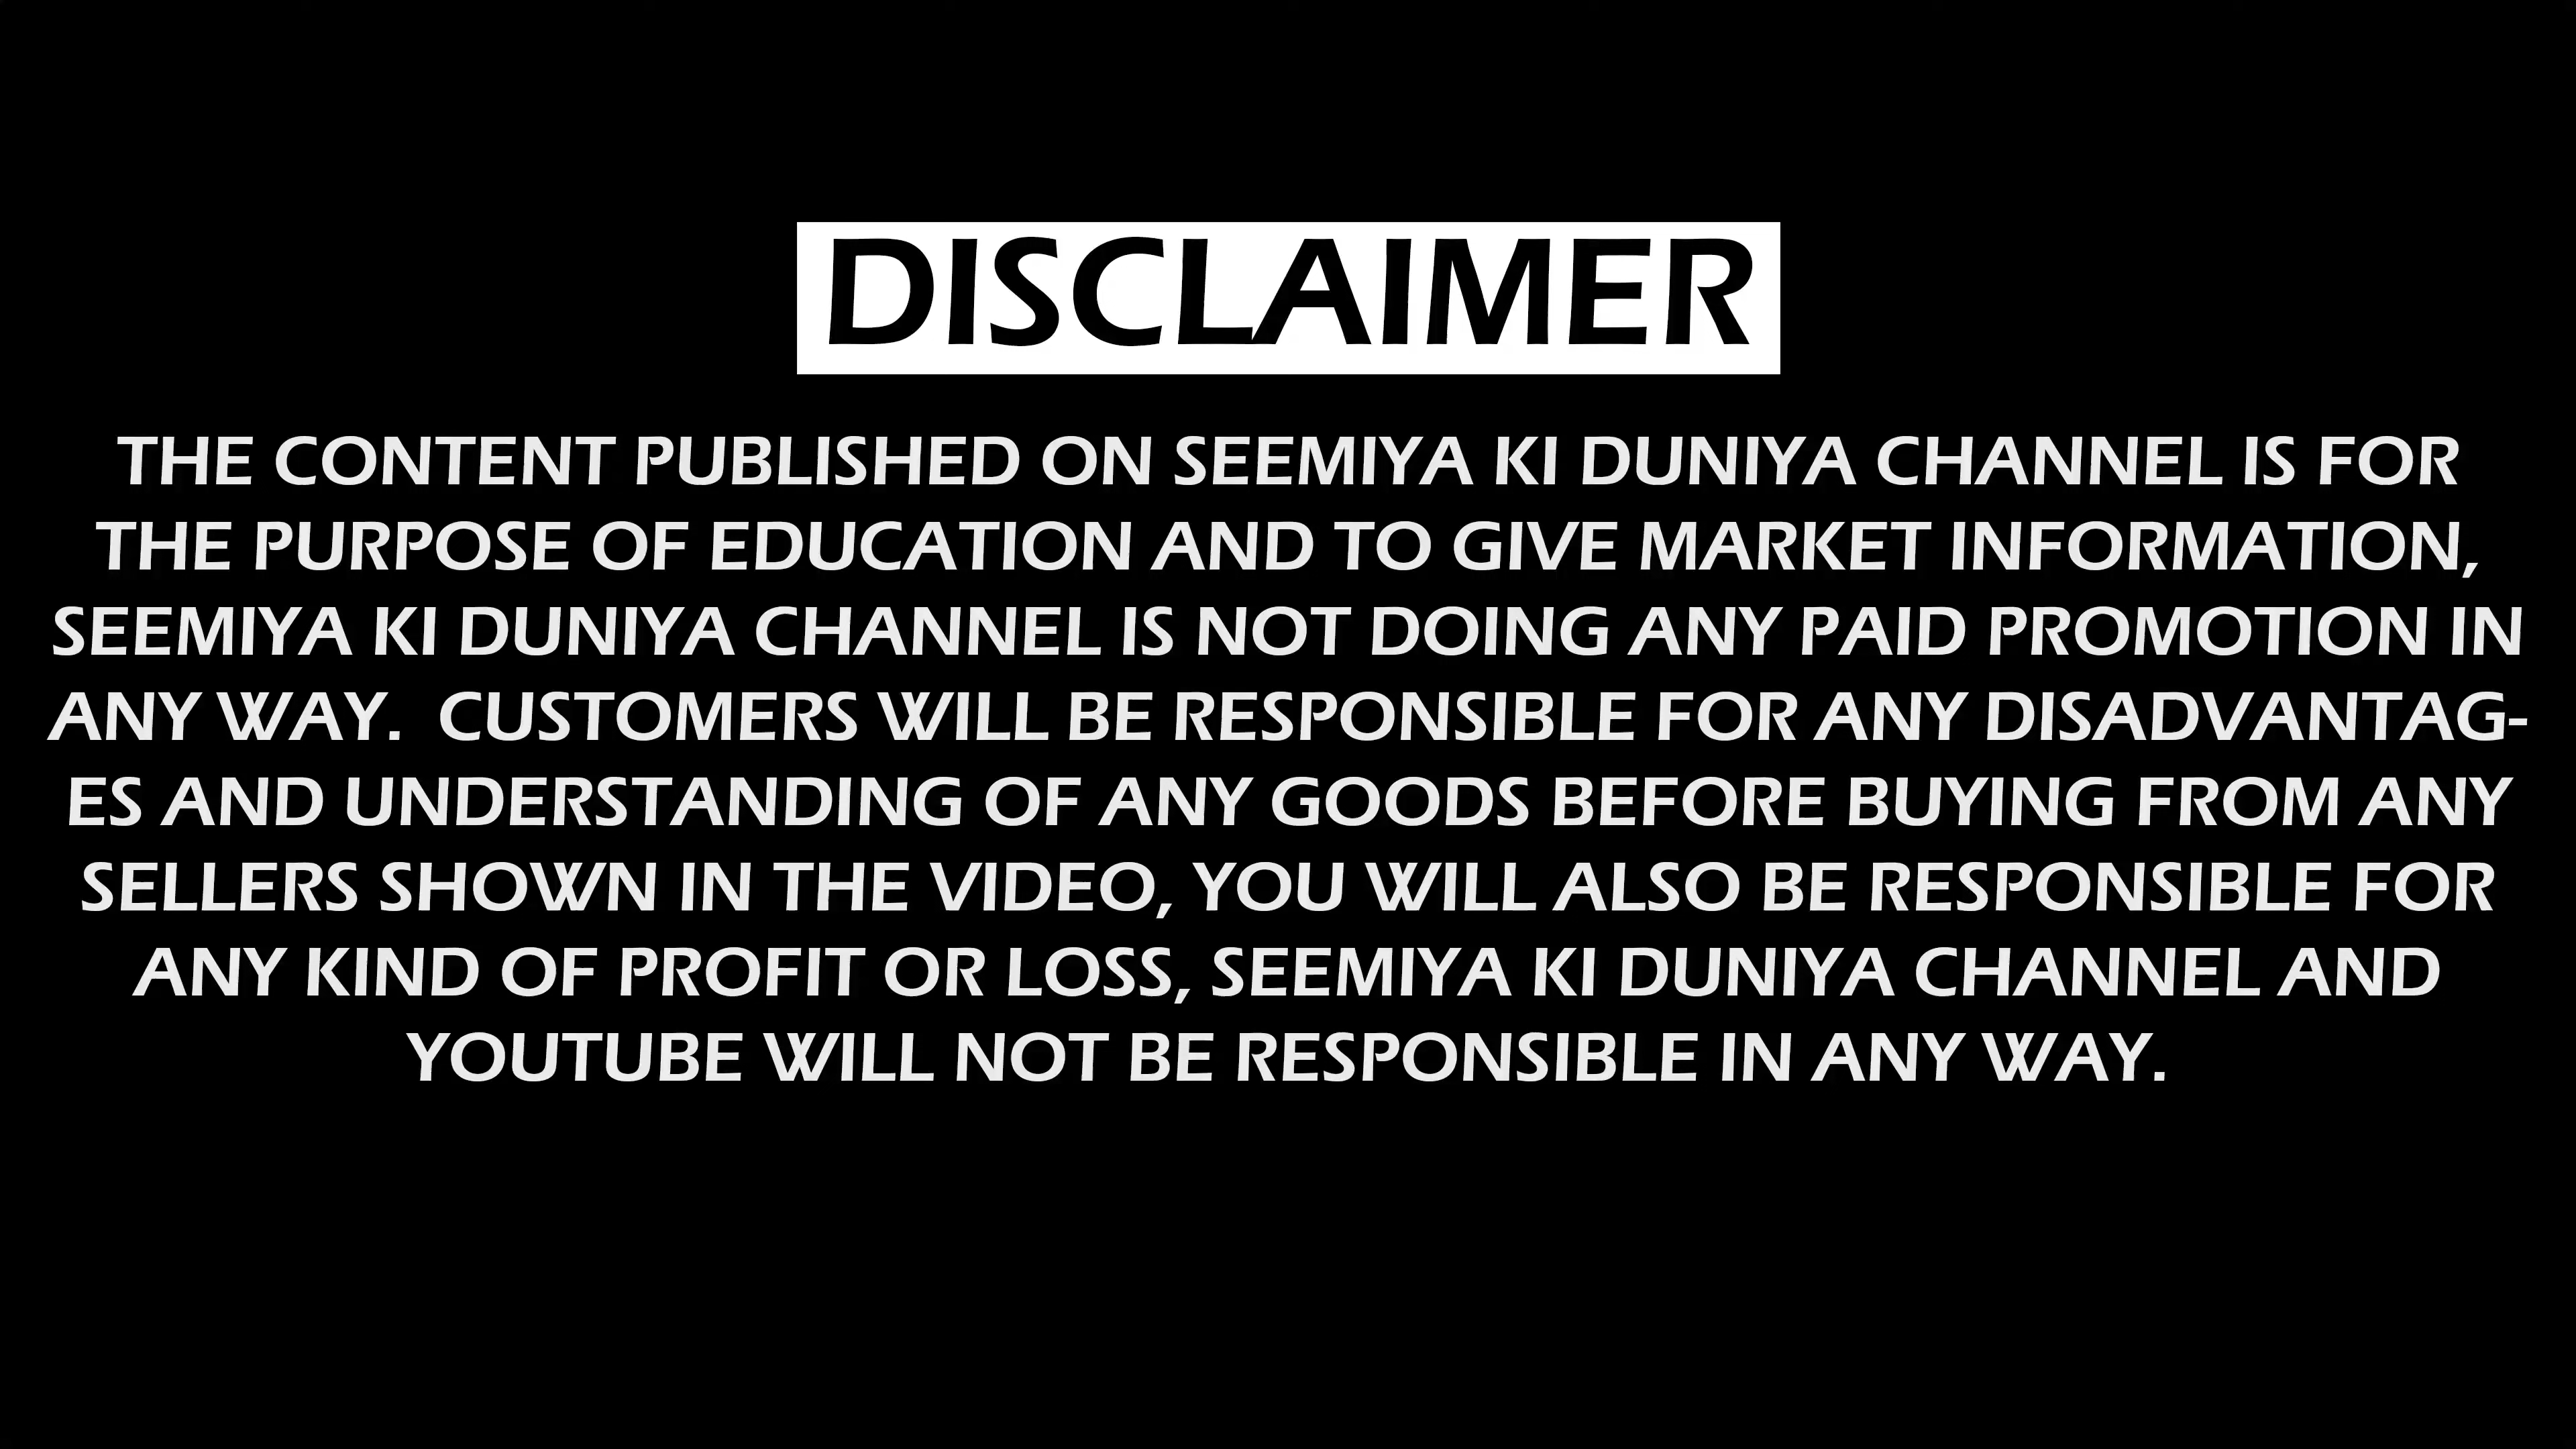 DISCLAIMER
THE CONTENT PUBLISHED ON SEEMIYA KI DUNIYA CHANNEL IS FOR
THE PURPOSE OF EDUCATION AND TO GIVE MARKET INFORMATION,
SEEMIYA KI DUNIYA CHANNEL IS NOT DOING ANY PAID PROMOTION IN
ANY WAY.  CUSTOMERS WILL BE RESPONSIBLE FOR ANY DISADVANTAG-
ES AND UNDERSTANDING OF ANY GOODS BEFORE BUYING FROM ANY
SELLERS SHOWN IN THE VIDEO, YOU WILL ALSO BE RESPONSIBLE FOR
ANY KIND OF PROFIT OR LOSS, SEEMIYA KI DUNIYA CHANNEL AND
YOUTUBE WILL NOT BE RESPONSIBLE IN ANY WAY.